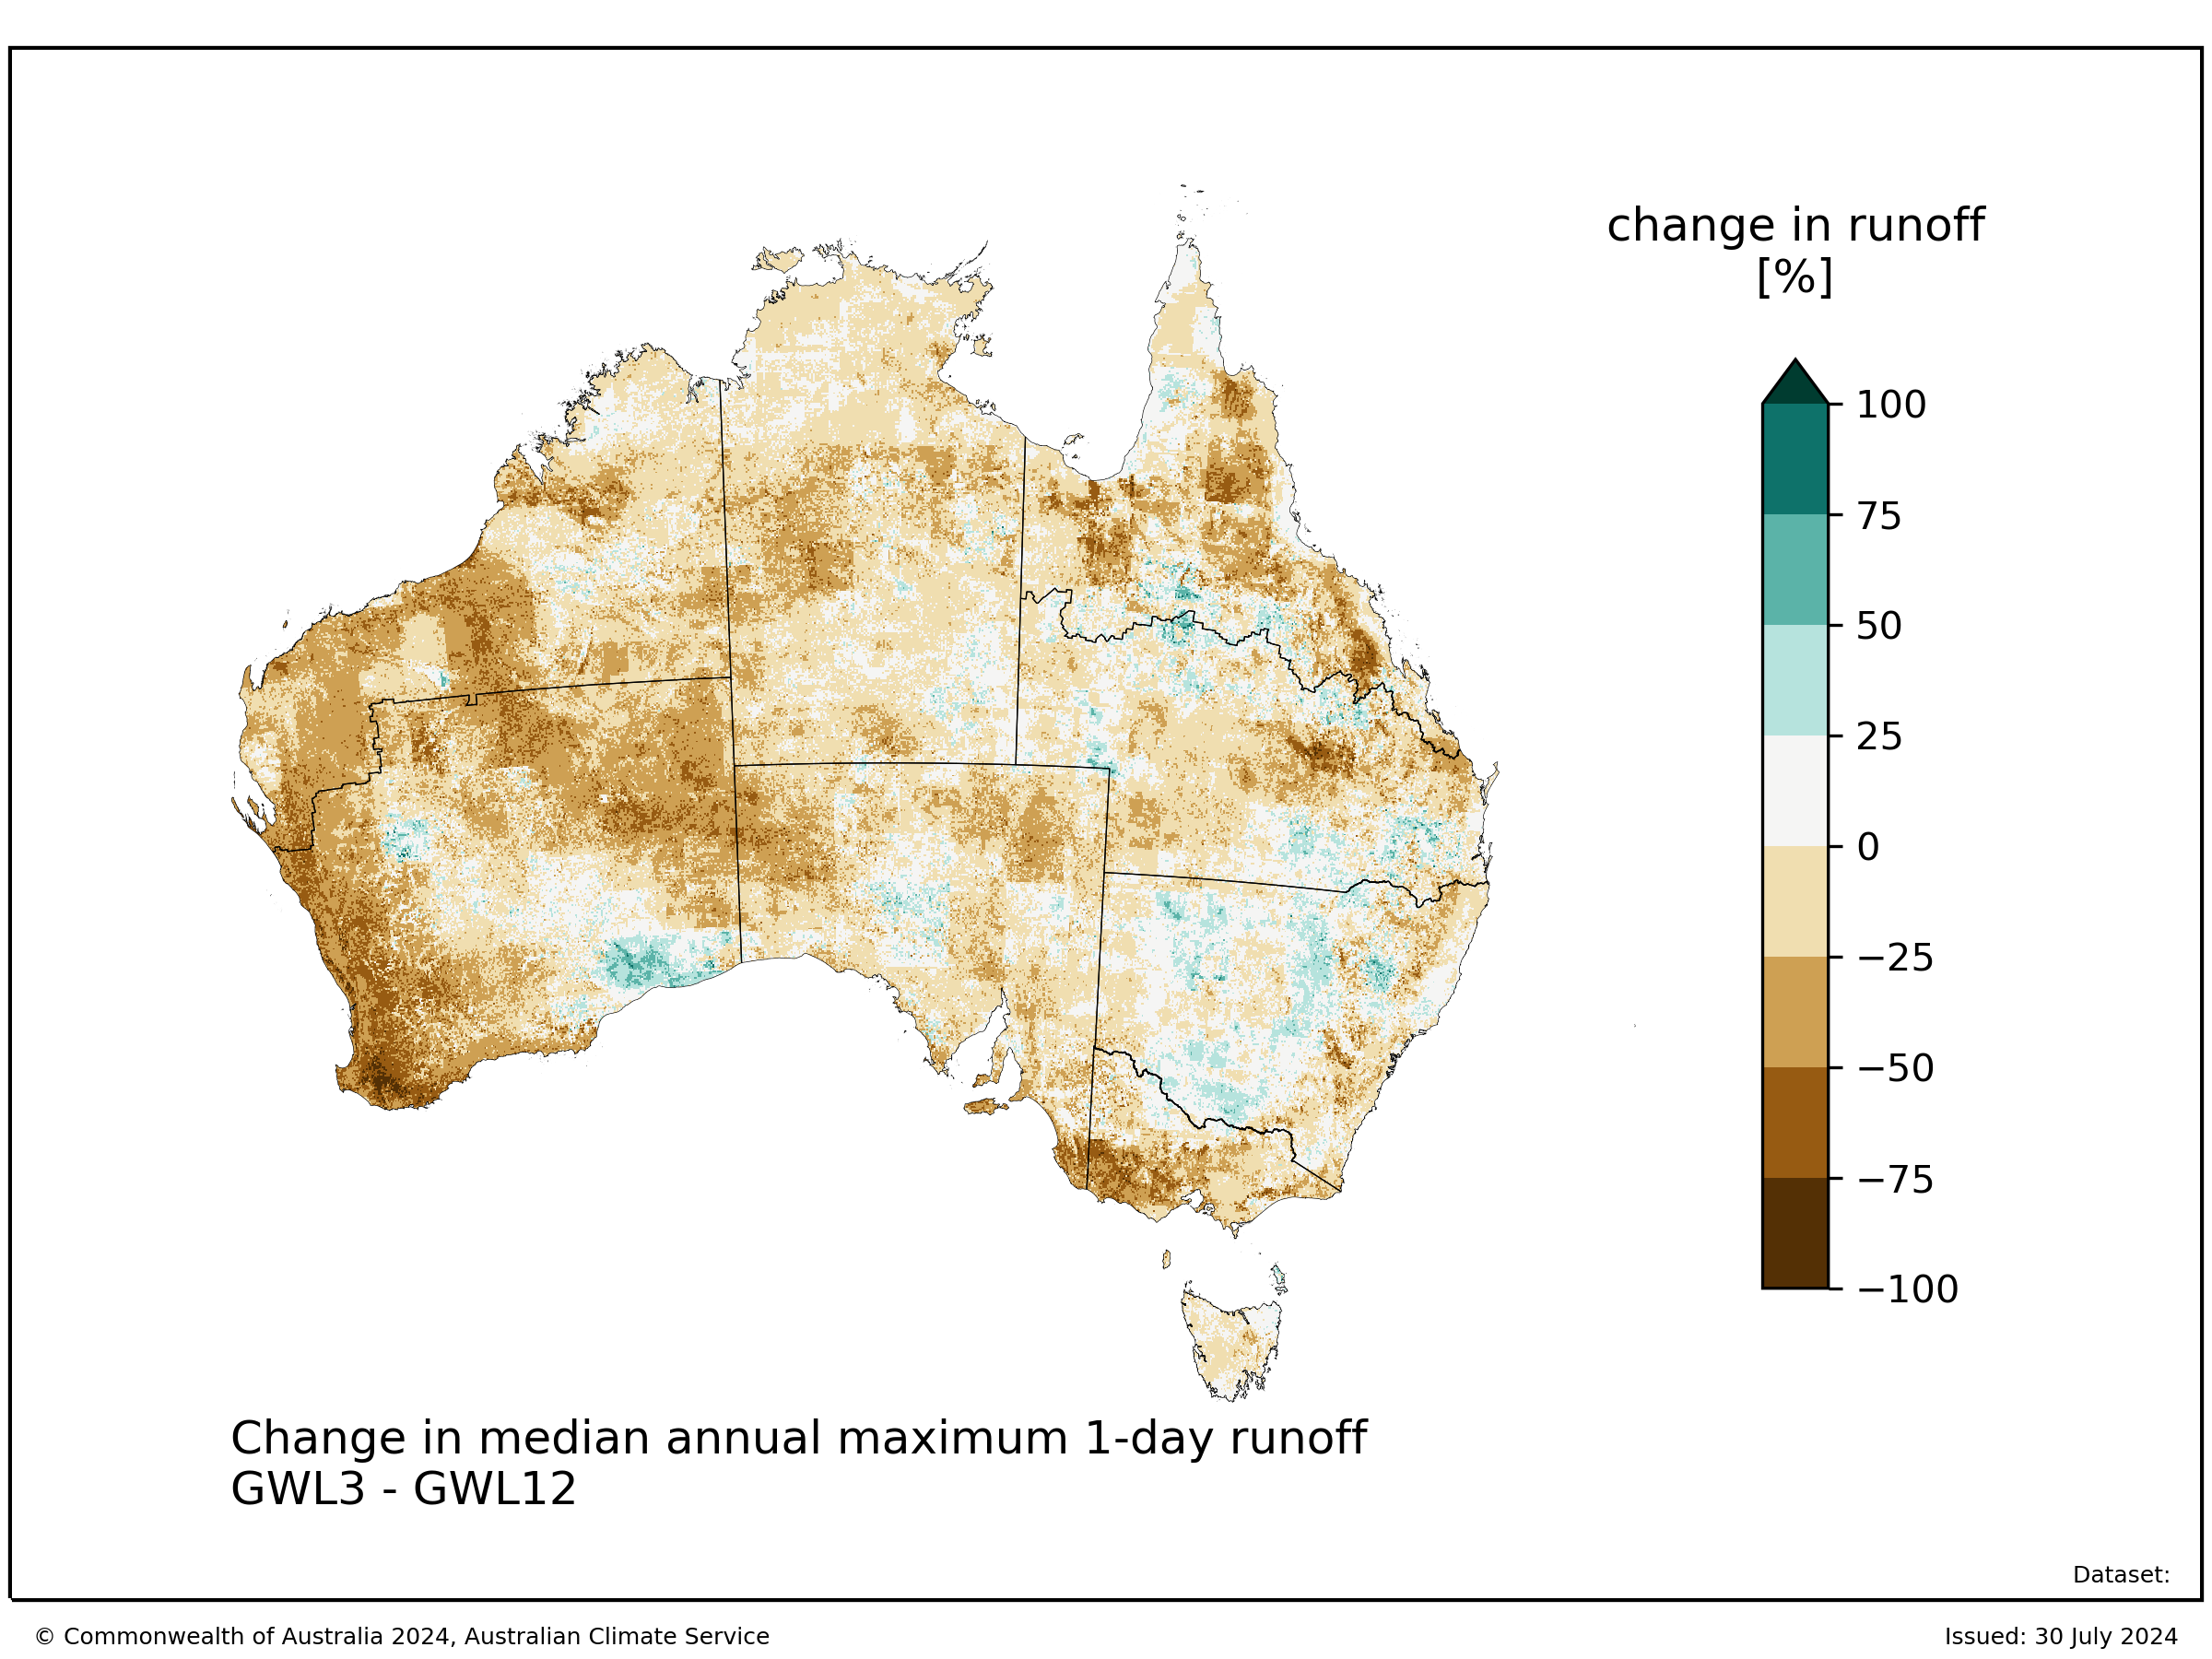 change in runoff
[%]
100
75
50
25
0
−25
−50
−75
−100
Change in median annual maximum 1-day runoff
GWL3 - GWL12
Dataset:
© Commonwealth of Australia 2024, Australian Climate Service
Issued: 30 July 2024